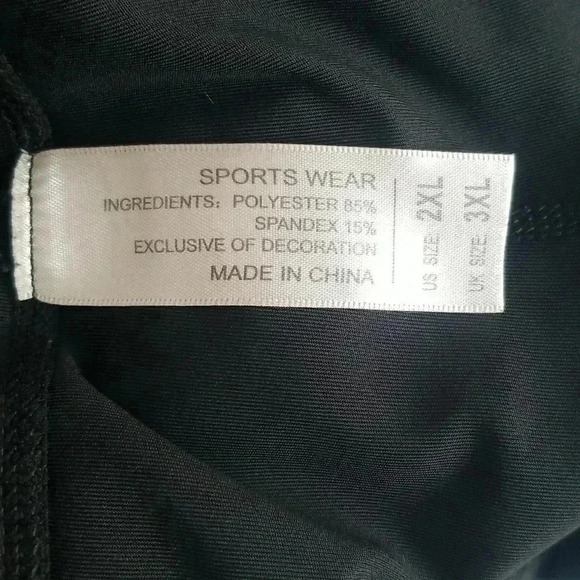 SPORTS WEAR
INGREDIENTS: POLYESTER 85%
SPANDEX 15%
EXCLUSIVE OF DECORATION
MADE IN CHINA
US SIZE: 2XL
UK SIZE: 3XL